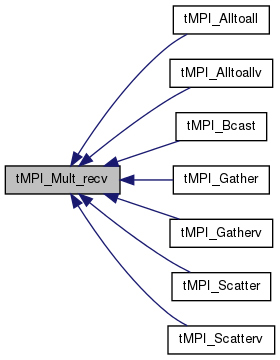 tMPI_Alltoall
tMPI_Alltoallv
tMPI_Bcast
tMPI_Mult_recv
tMPI_Gather
tMPI_Gatherv
tMPI_Scatter
tMPI_Scatterv